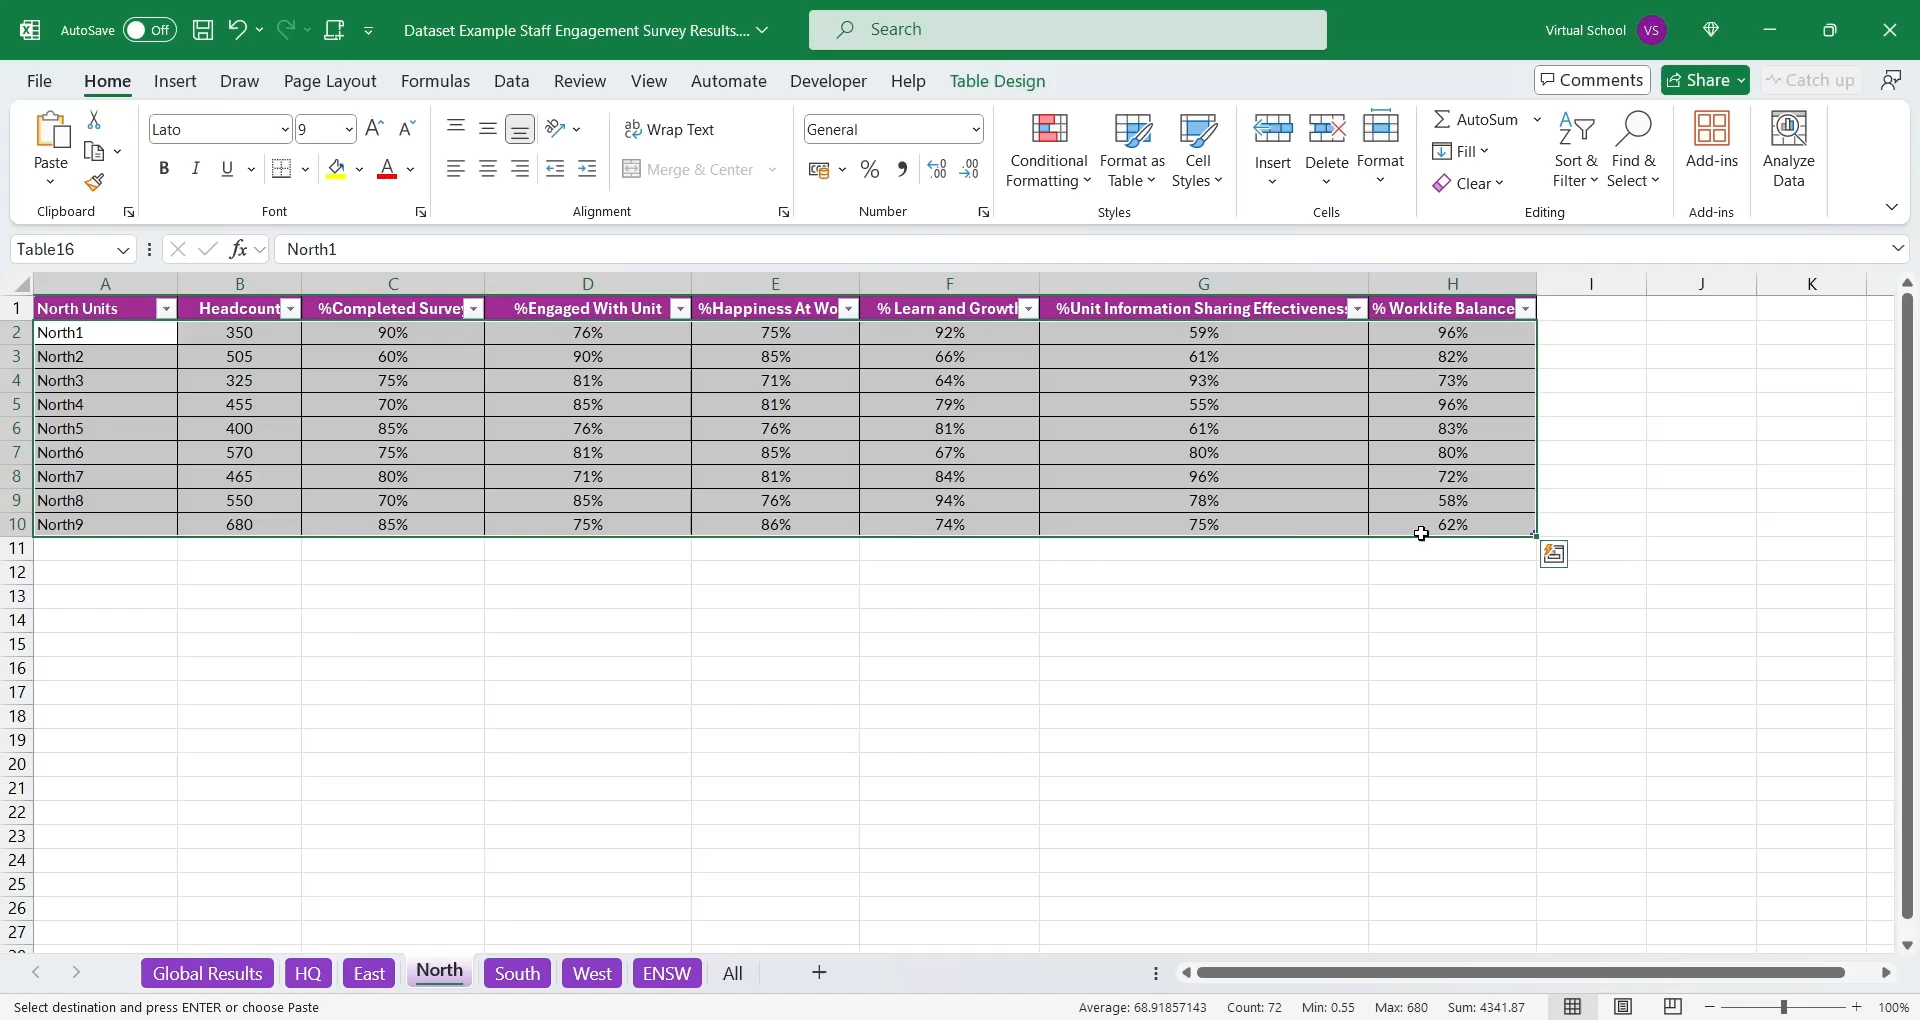 AutoSave Off Dataset Example Staff Engagement Survey Results.... Search Virtual School VS
File Home Insert Draw Page Layout Formulas Data Review View Automate Developer Help Table Design Comments Share Catch up
Paste
Clipboard
Lato 9
B I U A
Font
ab Wrap Text
Merge & Center
Alignment
General
% 9
Number
Conditional Formatting
Format as Table
Cell Styles
Styles
Insert Delete Format
Cells
AutoSum
Fill
Clear
Sort & Filter
Find & Select
Editing
Add-ins
Add-ins
Analyze Data
Table16 fx North1
A B C D E F G H I J K
1 North Units Headcount %Completed Surve %Engaged With Unit %Happiness At Wo % Learn and Growth %Unit Information Sharing Effectiveness % Worklife Balance
2 North1 350 90% 76% 75% 92% 59% 96%
3 North2 505 60% 90% 85% 66% 61% 82%
4 North3 325 75% 81% 71% 64% 93% 73%
5 North4 455 70% 85% 81% 79% 55% 96%
6 North5 400 85% 76% 76% 81% 61% 83%
7 North6 570 75% 81% 85% 67% 80% 80%
8 North7 465 80% 71% 81% 84% 96% 72%
9 North8 550 70% 85% 76% 94% 78% 58%
10 North9 680 85% 75% 86% 74% 75% 62%
11
12
13
14
15
16
17
18
19
20
21
22
23
24
25
26
27
Global Results HQ East North South West ENSW All
Select destination and press ENTER or choose Paste Average: 68.91857143 Count: 72 Min: 0.55 Max: 680 Sum: 4341.87 100%